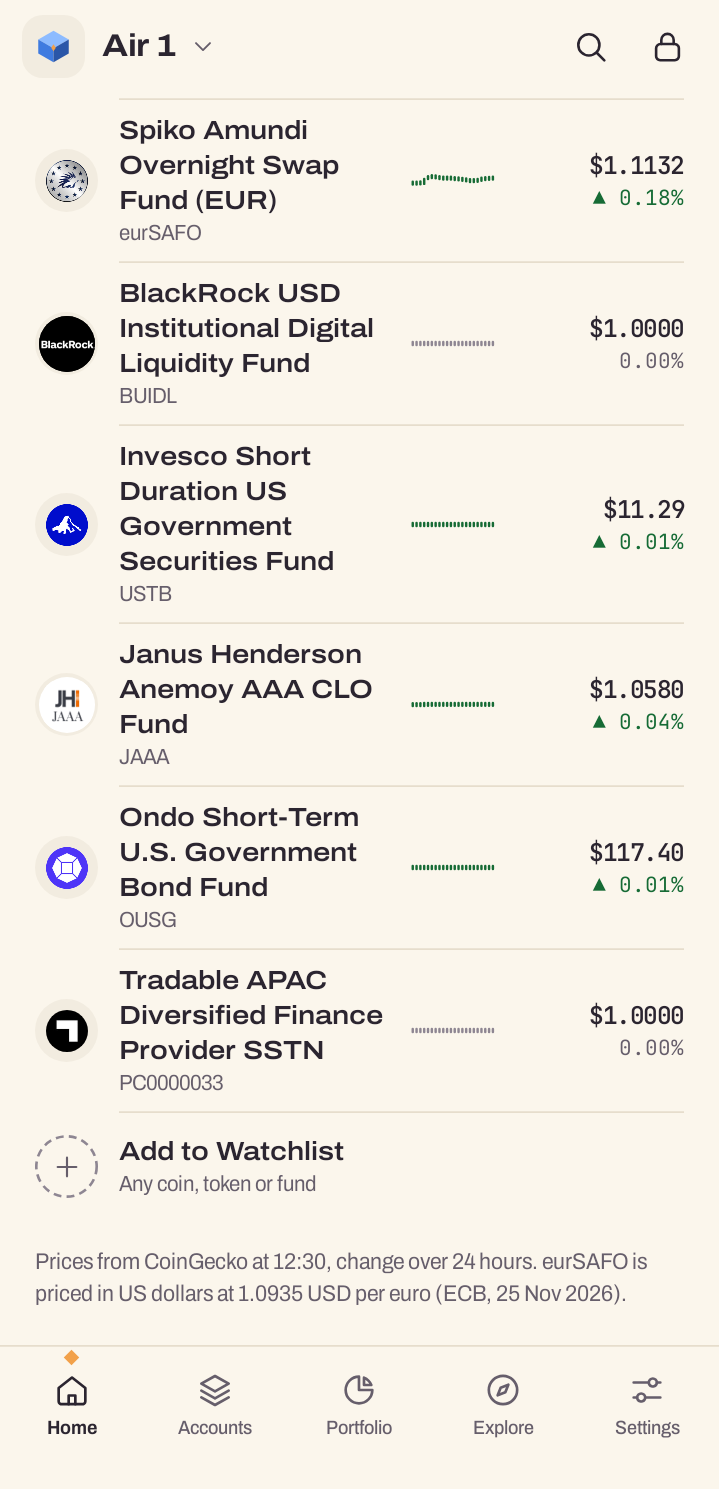 Air 1
Spiko Amundi
Overnight Swap
Fund (EUR)
eurSAFO
$1.1132
▲ 0.18%
BlackRock
BlackRock USD
Institutional Digital
Liquidity Fund
BUIDL
$1.0000
0.00%
Invesco Short
Duration US
Government
Securities Fund
USTB
$11.29
▲ 0.01%
JHI
JAAA
Janus Henderson
Anemoy AAA CLO
Fund
JAAA
$1.0580
▲ 0.04%
Ondo Short-Term
U.S. Government
Bond Fund
OUSG
$117.40
▲ 0.01%
Tradable APAC
Diversified Finance
Provider SSTN
PC0000033
$1.0000
0.00%
Add to Watchlist
Any coin, token or fund
Prices from CoinGecko at 12:30, change over 24 hours. eurSAFO is
priced in US dollars at 1.0935 USD per euro (ECB, 25 Nov 2026).
Home
Accounts
Portfolio
Explore
Settings